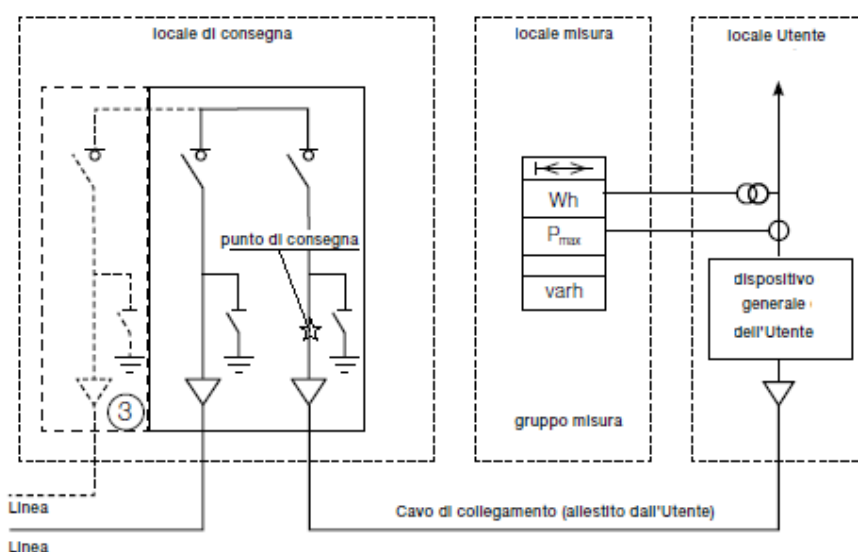 locale di consegna
locale misura
locale Utente
Wh
P max
varh
punto di consegna
dispositivo
generale
dell'Utente
3
gruppo misura
Linea
Cavo di collegamento (allestito dall'Utente)
Linea